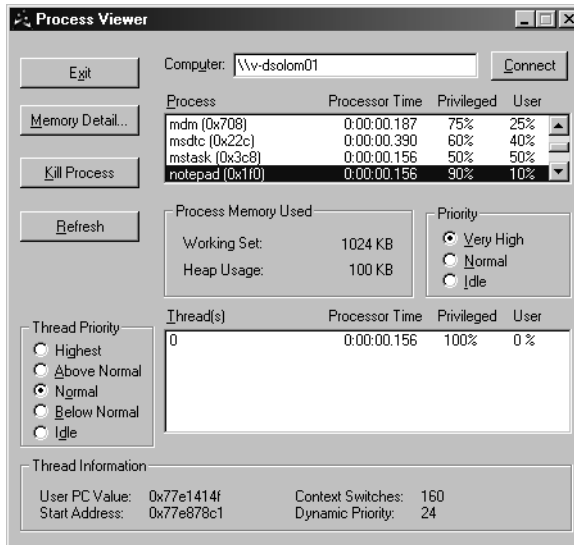 Process Viewer
Exit
Computer: \\v-dsolom01 Connect
Memory Detail...
Process Processor Time Privileged User
mdm (0x708) 0:00:00.187 75% 25%
msdtc (0x22c) 0:00:00.390 60% 40%
mstask (0x3c8) 0:00:00.156 50% 50%
notepad (0x1f0) 0:00:00.156 90% 10%
Kill Process
Refresh
Process Memory Used
Working Set: 1024 KB
Heap Usage: 100 KB
Priority
Very High
Normal
Idle
Thread(s) Processor Time Privileged User
0 0:00:00.156 100% 0 %
Thread Priority
Highest
Above Normal
Normal
Below Normal
Idle
Thread Information
User PC Value: 0x77e1414f Context Switches: 160
Start Address: 0x77e878c1 Dynamic Priority: 24